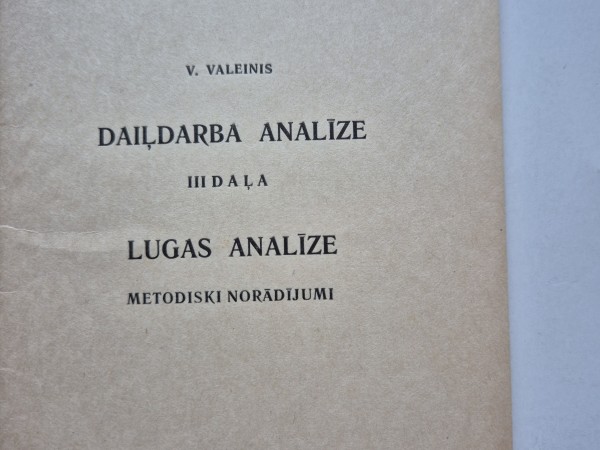 V. VALEINIS
DAIĻDARBA ANALĪZE
III DAĻA
LUGAS ANALĪZE
METODISKI NORĀDĪJUMI